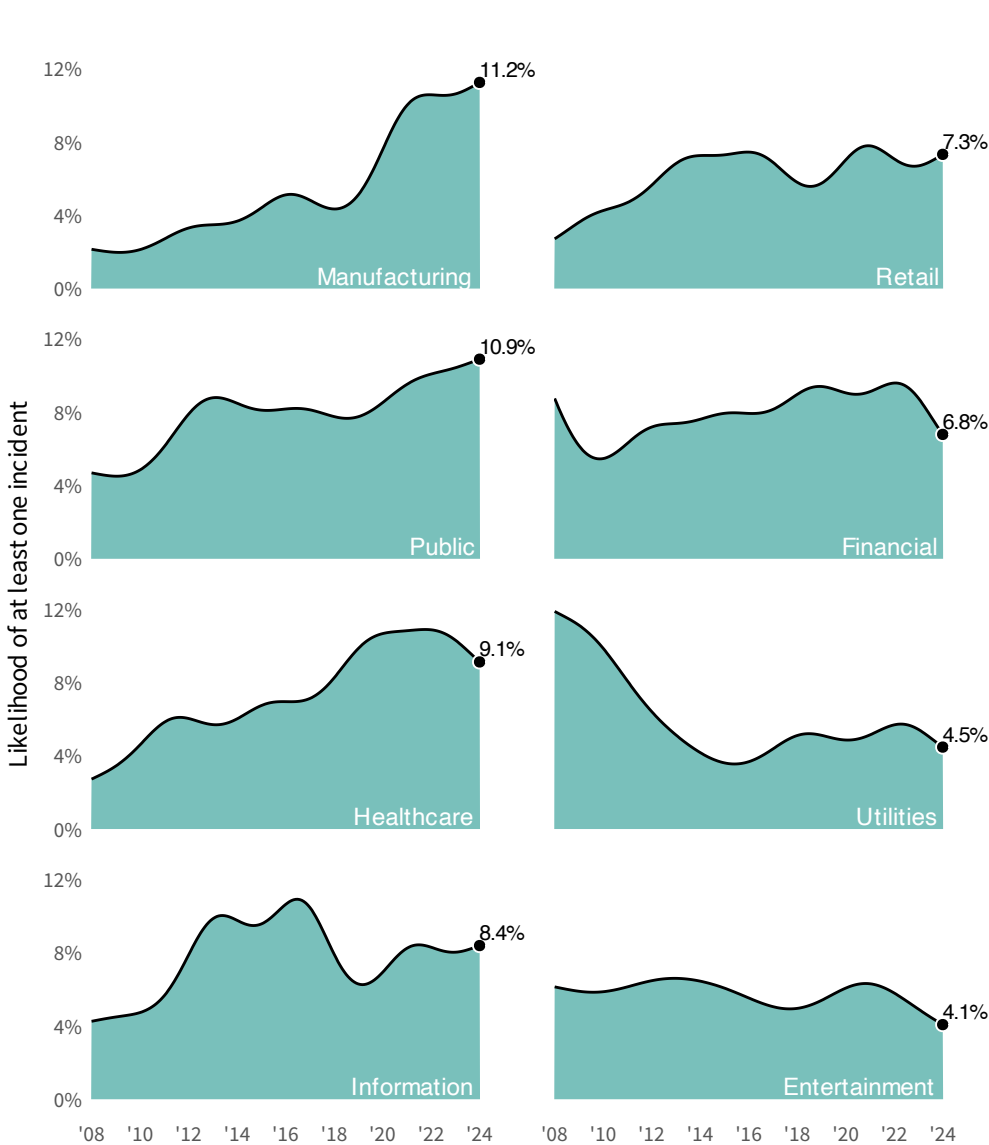 Likelihood of at least one incident
12%
8%
4%
0%
11.2%
Manufacturing
7.3%
Retail
12%
8%
4%
0%
10.9%
Public
6.8%
Financial
12%
8%
4%
0%
9.1%
Healthcare
4.5%
Utilities
12%
8%
4%
0%
8.4%
Information
4.1%
Entertainment
'08 '10 '12 '14 '16 '18 '20 '22 '24
'08 '10 '12 '14 '16 '18 '20 '22 '24